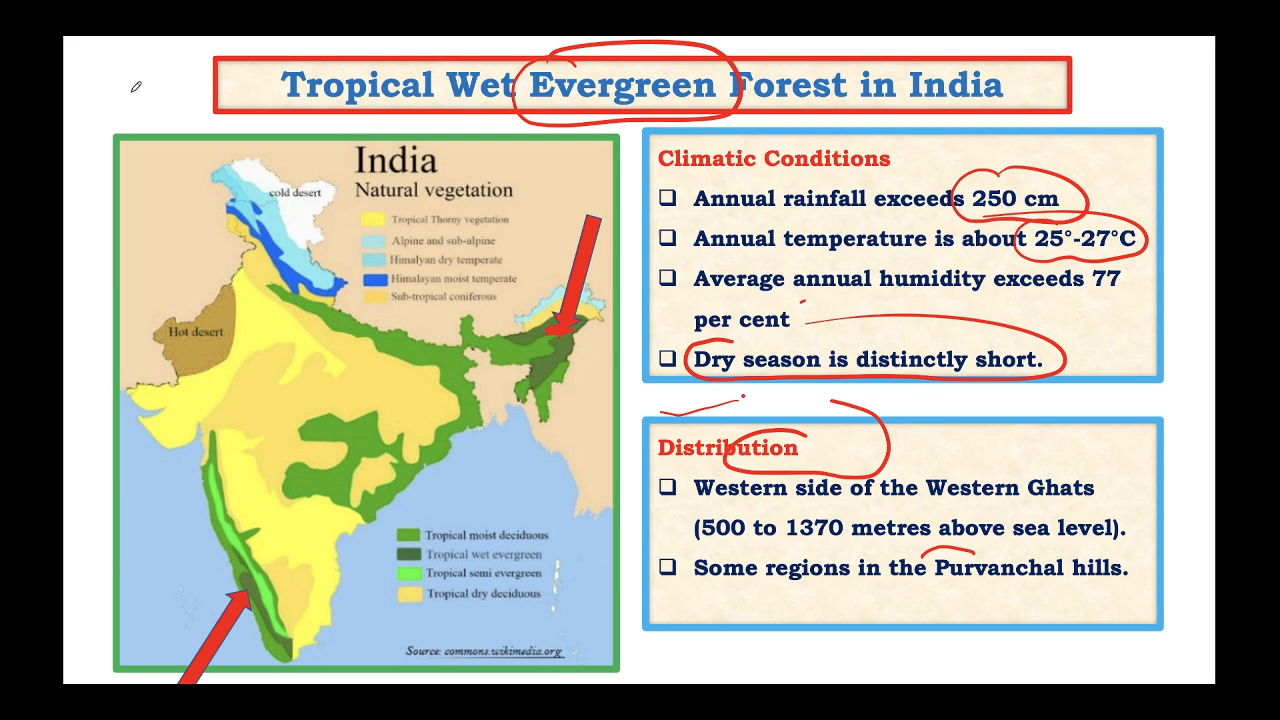 Tropical Wet Evergreen Forest in India
India
Natural vegetation
cold desert
Tropical Thorny vegetation
Alpine and sub-alpine
Himalyan dry temperate
Himalayan moist temperate
Sub-tropical coniferous
Hot desert
Tropical moist deciduous
Tropical wet evergreen
Tropical semi evergreen
Tropical dry deciduous
Source: commons.wikimedia.org
Climatic Conditions
❑ Annual rainfall exceeds 250 cm
❑ Annual temperature is about 25°-27°C
❑ Average annual humidity exceeds 77
per cent
❑ Dry season is distinctly short.
Distribution
❑ Western side of the Western Ghats
(500 to 1370 metres above sea level).
❑ Some regions in the Purvanchal hills.